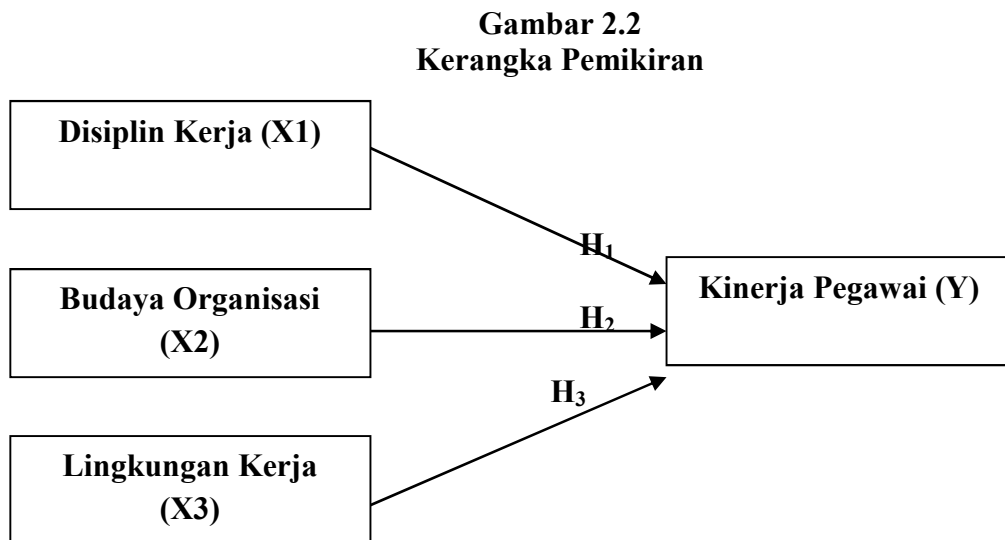 Gambar 2.2
Kerangka Pemikiran
Disiplin Kerja (X1)
H₁
Budaya Organisasi
(X2)
H₂
Kinerja Pegawai (Y)
H₃
Lingkungan Kerja
(X3)